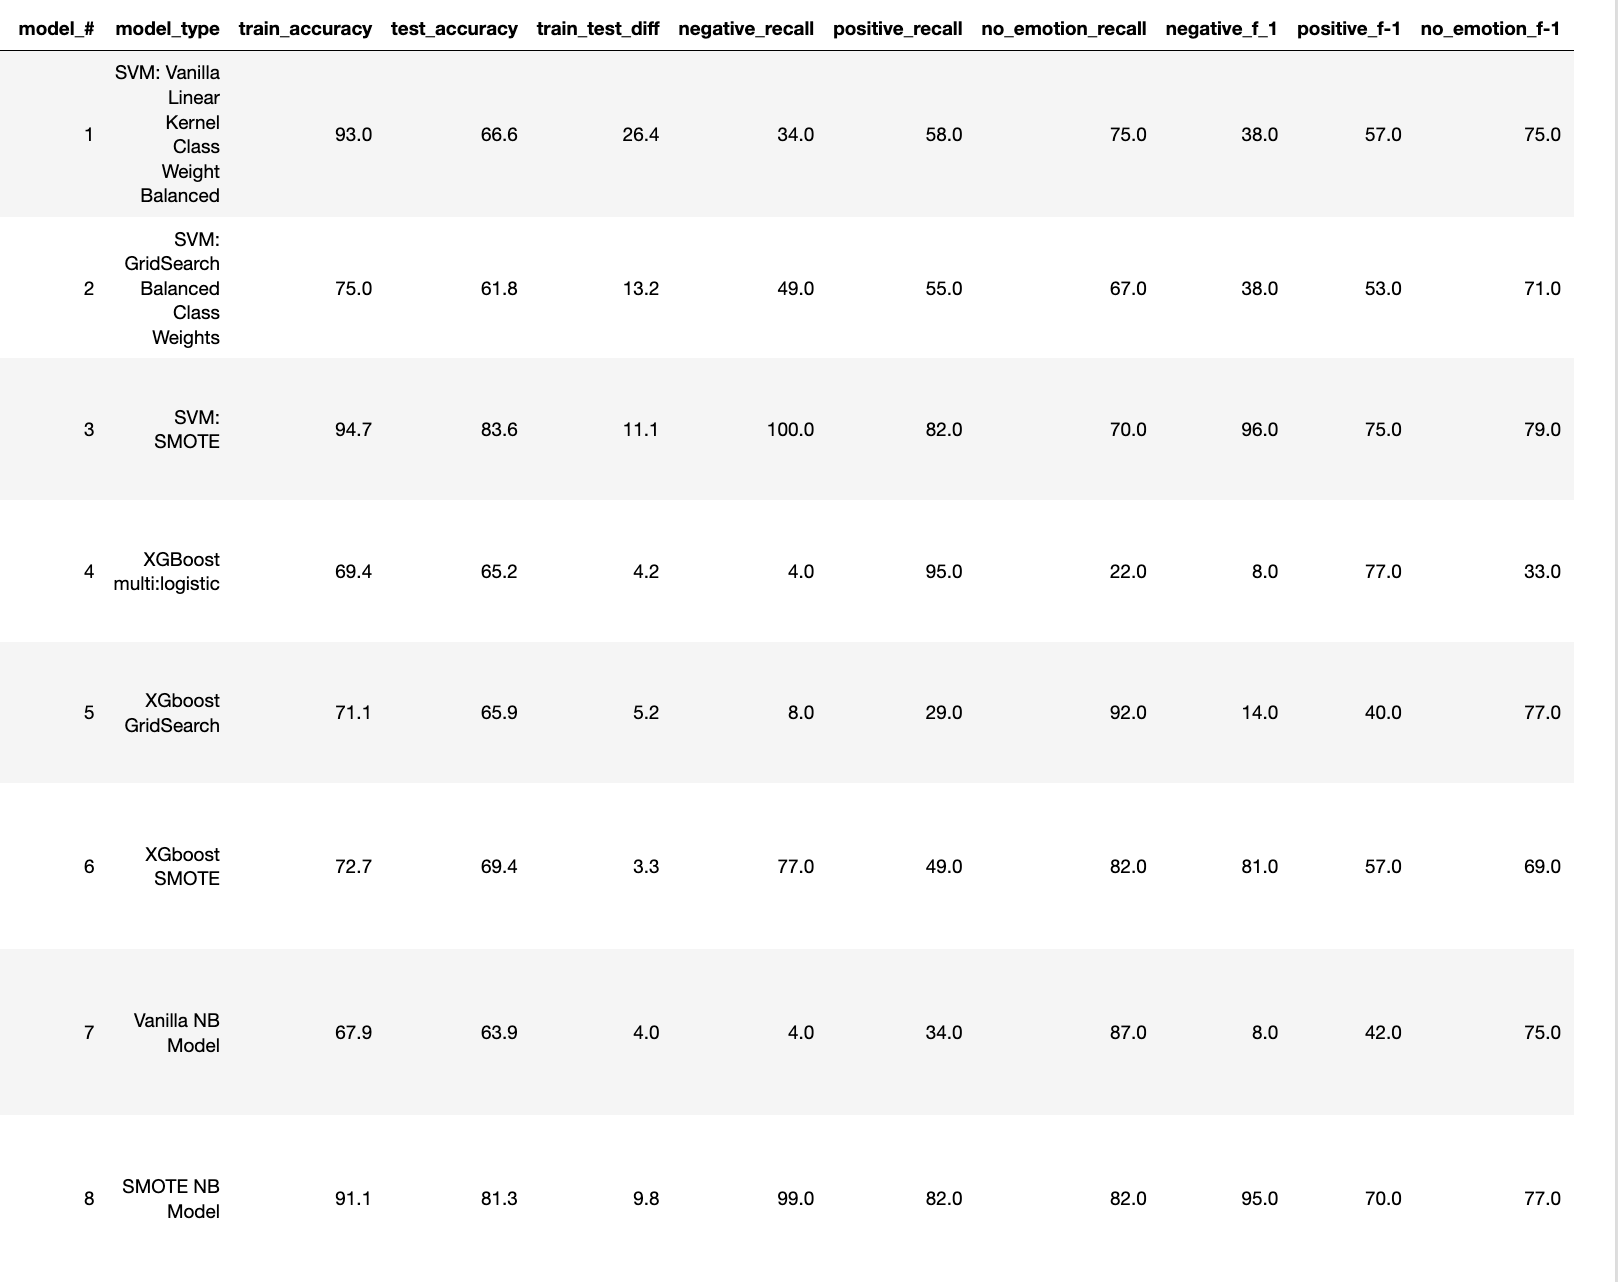 model_# model_type train_accuracy test_accuracy train_test_diff negative_recall positive_recall no_emotion_recall negative_f_1 positive_f-1 no_emotion_f-1
SVM: Vanilla
Linear
Kernel
1 93.0 66.6 26.4 34.0 58.0 75.0 38.0 57.0 75.0
Class
Weight
Balanced
SVM:
GridSearch
2 Balanced 75.0 61.8 13.2 49.0 55.0 67.0 38.0 53.0 71.0
Class
Weights
SVM:
3 94.7 83.6 11.1 100.0 82.0 70.0 96.0 75.0 79.0
SMOTE
XGBoost
4 69.4 65.2 4.2 4.0 95.0 22.0 8.0 77.0 33.0
multi:logistic
XGboost
5 71.1 65.9 5.2 8.0 29.0 92.0 14.0 40.0 77.0
GridSearch
XGboost
6 72.7 69.4 3.3 77.0 49.0 82.0 81.0 57.0 69.0
SMOTE
Vanilla NB
7 67.9 63.9 4.0 4.0 34.0 87.0 8.0 42.0 75.0
Model
SMOTE NB
8 91.1 81.3 9.8 99.0 82.0 82.0 95.0 70.0 77.0
Model